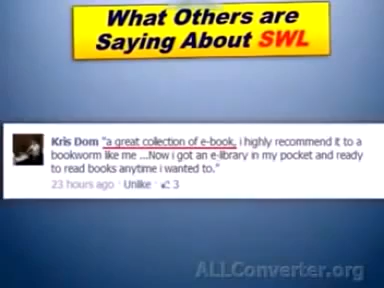 What Others are
Saying About SWL
Kris Dom "a great collection of e-book, i highly recommend it to a
bookworm like me ...Now i got an e-library in my pocket and ready
to read books anytime i wanted to."
23 hours ago · Unlike · 3
ALLConverter.org